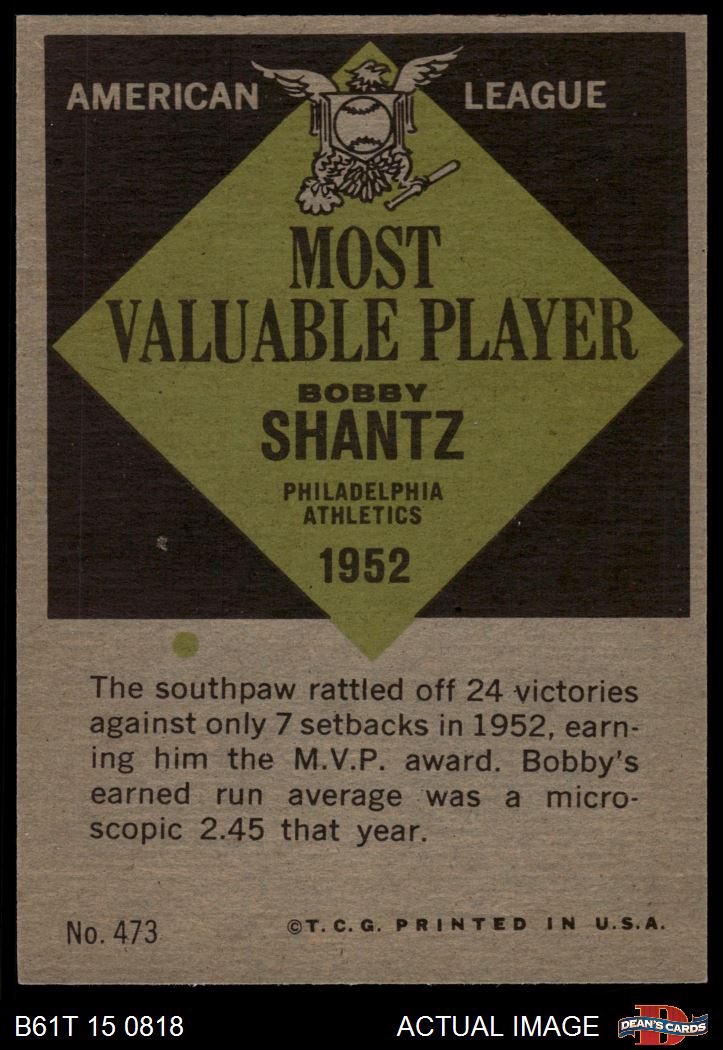 AMERICAN LEAGUE
MOST
VALUABLE PLAYER
BOBBY
SHANTZ
PHILADELPHIA
ATHLETICS
1952
The southpaw rattled off 24 victories
against only 7 setbacks in 1952, earn-
ing him the M.V.P. award. Bobby's
earned run average was a micro-
scopic 2.45 that year.
No. 473 ©T. C. G. PRINTED IN U.S.A.
B61T 15 0818 ACTUAL IMAGE DEAN'S CARDS